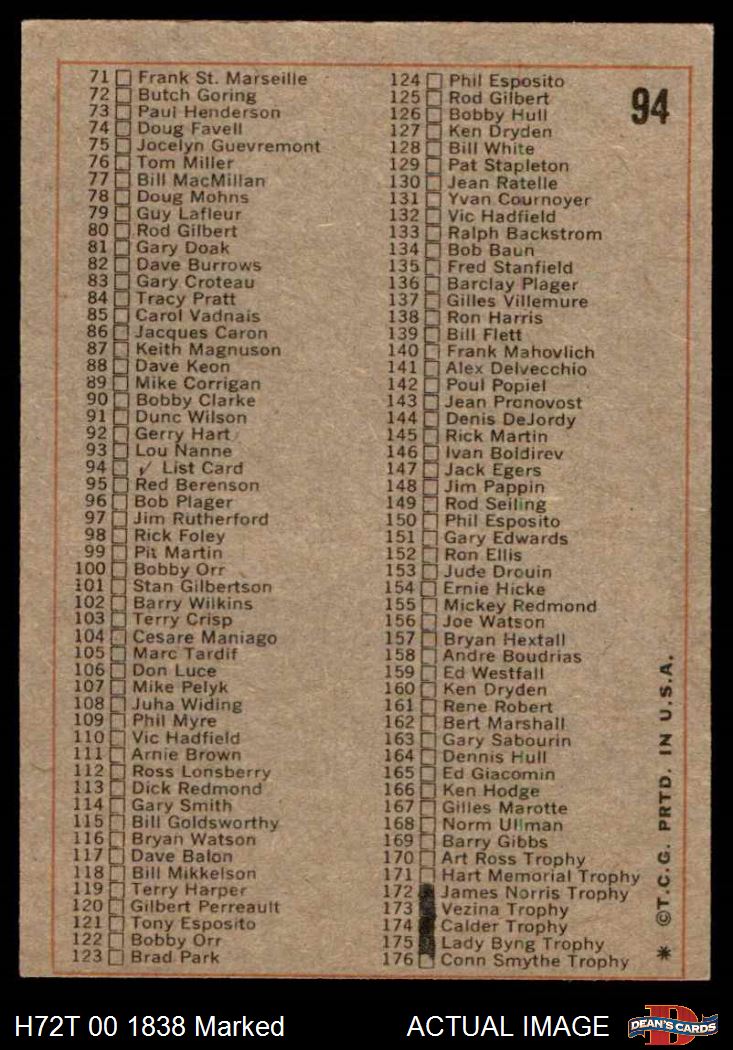 71 Frank St. Marseille
72 Butch Goring
73 Paul Henderson
74 Doug Favell
75 Jocelyn Guevremont
76 Tom Miller
77 Bill MacMillan
78 Doug Mohns
79 Guy Lafleur
80 Rod Gilbert
81 Gary Doak
82 Dave Burrows
83 Gary Croteau
84 Tracy Pratt
85 Carol Vadnais
86 Jacques Caron
87 Keith Magnuson
88 Dave Keon
89 Mike Corrigan
90 Bobby Clarke
91 Dunc Wilson
92 Gerry Hart
93 Lou Nanne
94 ✓ List Card
95 Red Berenson
96 Bob Plager
97 Jim Rutherford
98 Rick Foley
99 Pit Martin
100 Bobby Orr
101 Stan Gilbertson
102 Barry Wilkins
103 Terry Crisp
104 Cesare Maniago
105 Marc Tardif
106 Don Luce
107 Mike Pelyk
108 Juha Widing
109 Phil Myre
110 Vic Hadfield
111 Arnie Brown
112 Ross Lonsberry
113 Dick Redmond
114 Gary Smith
115 Bill Goldsworthy
116 Bryan Watson
117 Dave Balon
118 Bill Mikkelson
119 Terry Harper
120 Gilbert Perreault
121 Tony Esposito
122 Bobby Orr
123 Brad Park
124 Phil Esposito
125 Rod Gilbert
126 Bobby Hull
127 Ken Dryden
128 Bill White
129 Pat Stapleton
130 Jean Ratelle
131 Yvan Cournoyer
132 Vic Hadfield
133 Ralph Backstrom
134 Bob Baun
135 Fred Stanfield
136 Barclay Plager
137 Gilles Villemure
138 Ron Harris
139 Bill Flett
140 Frank Mahovlich
141 Alex Delvecchio
142 Poul Popiel
143 Jean Pronovost
144 Denis DeJordy
145 Rick Martin
146 Ivan Boldirev
147 Jack Egers
148 Jim Pappin
149 Rod Seiling
150 Phil Esposito
151 Gary Edwards
152 Ron Ellis
153 Jude Drouin
154 Ernie Hicke
155 Mickey Redmond
156 Joe Watson
157 Bryan Hextall
158 Andre Boudrias
159 Ed Westfall
160 Ken Dryden
161 Rene Robert
162 Bert Marshall
163 Gary Sabourin
164 Dennis Hull
165 Ed Giacomin
166 Ken Hodge
167 Gilles Marotte
168 Norm Ullman
169 Barry Gibbs
170 Art Ross Trophy
171 Hart Memorial Trophy
172 James Norris Trophy
173 Vezina Trophy
174 Calder Trophy
175 Lady Byng Trophy
176 Conn Smythe Trophy
94
* ©T.C.G. PRTD. IN U.S.A.
H72T 00 1838 Marked
ACTUAL IMAGE
D
DEAN'S CARDS